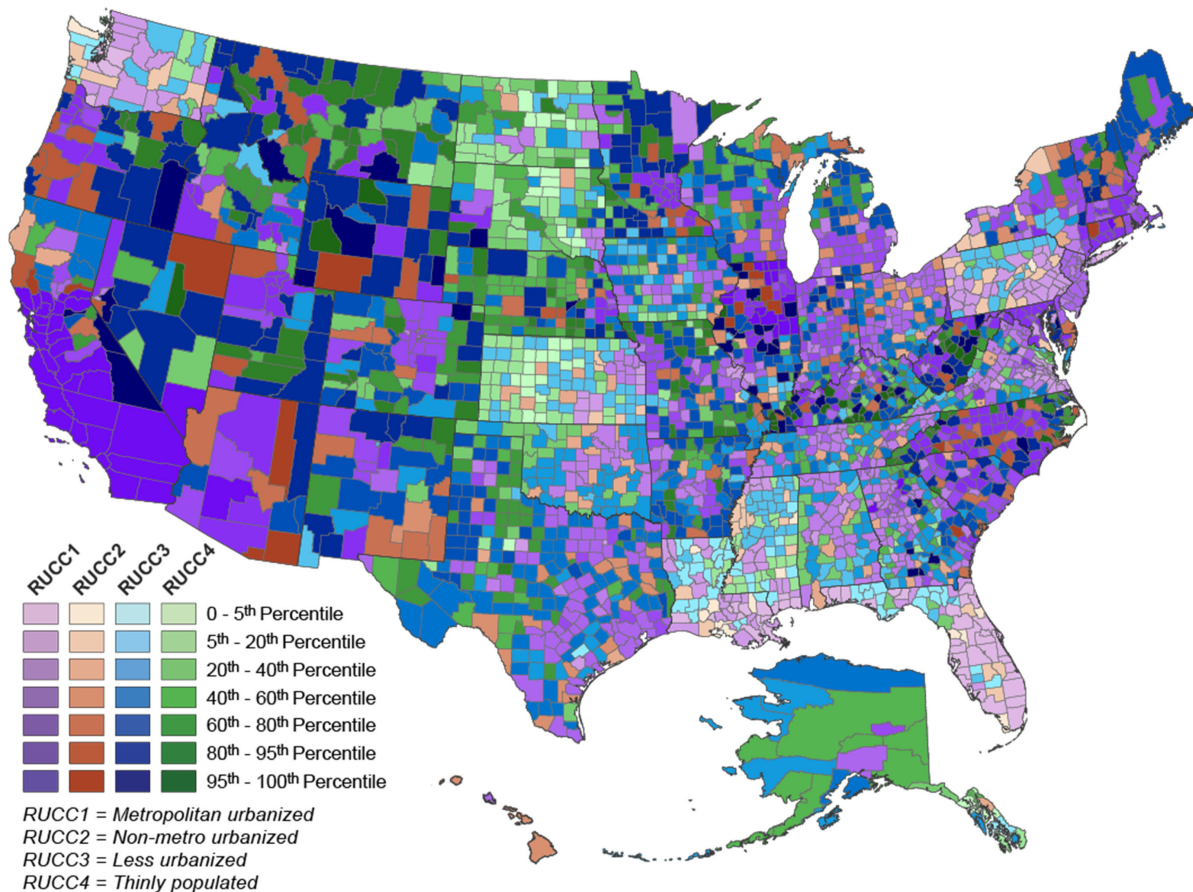 RUCC1 RUCC2 RUCC3 RUCC4
0 - 5th Percentile
5th - 20th Percentile
20th - 40th Percentile
40th - 60th Percentile
60th - 80th Percentile
80th - 95th Percentile
95th - 100th Percentile
RUCC1 = Metropolitan urbanized
RUCC2 = Non-metro urbanized
RUCC3 = Less urbanized
RUCC4 = Thinly populated